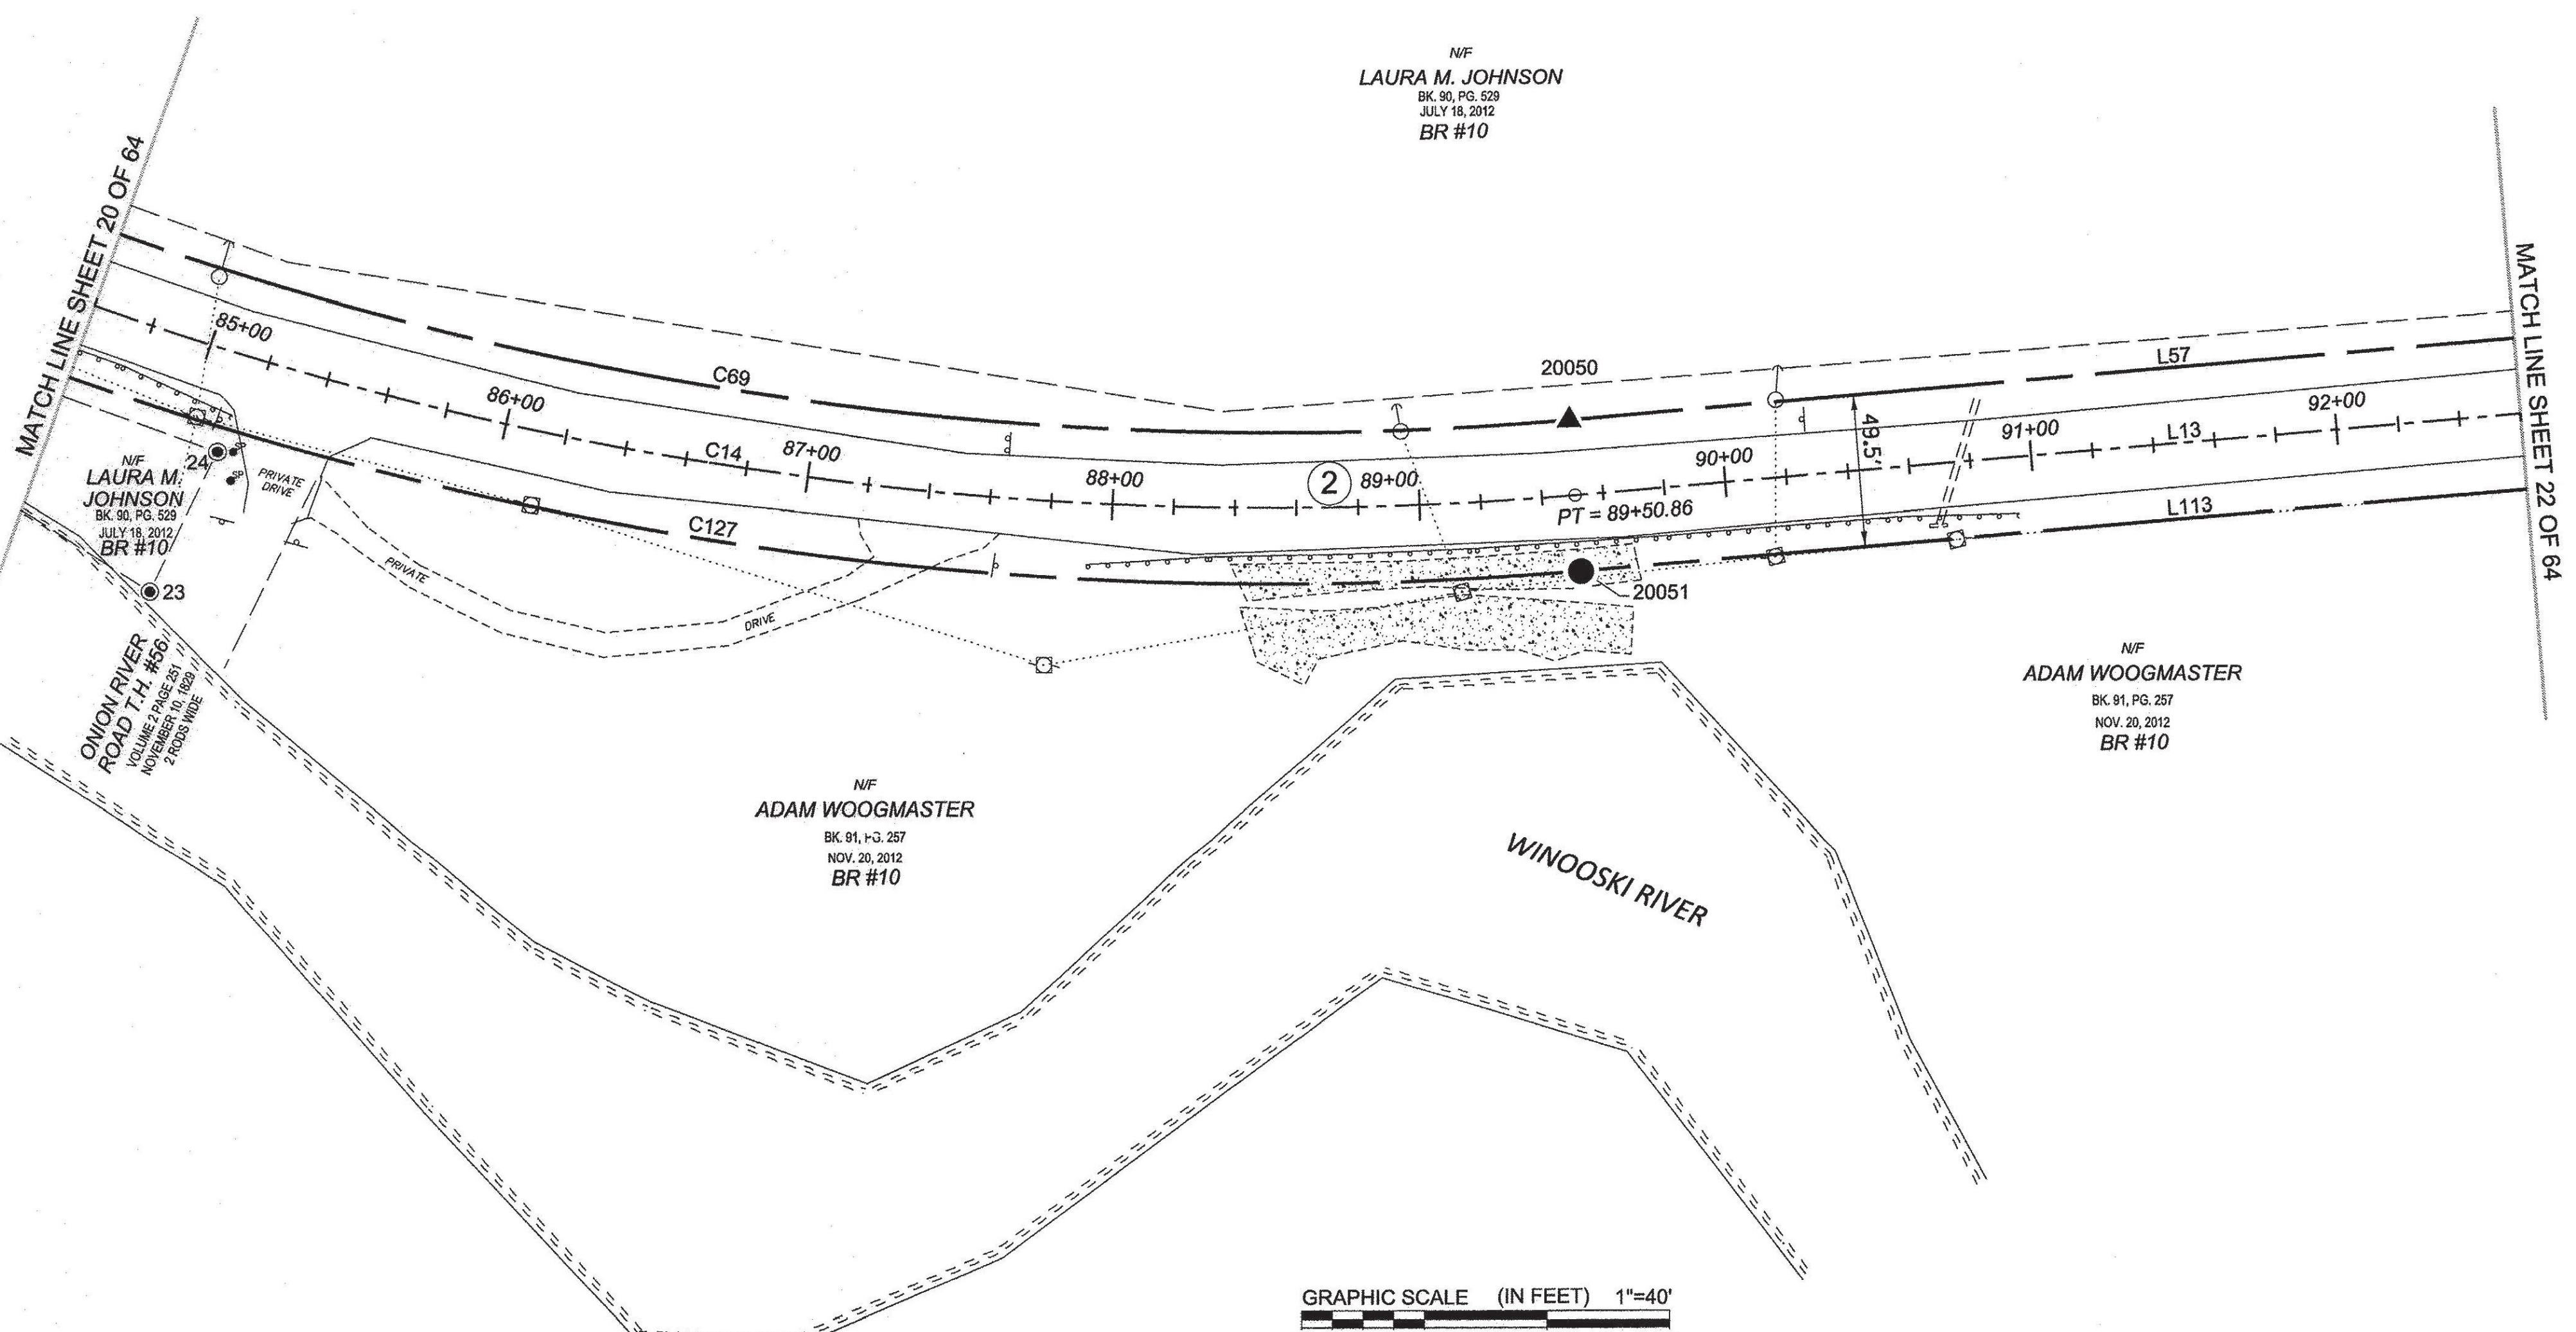 N/F
LAURA M. JOHNSON
BK. 90, PG. 529
JULY 18, 2012
BR #10
MATCH LINE SHEET 20 OF 64
MATCH LINE SHEET 22 OF 64
85+00
86+00
C69
C14
87+00
88+00
2
89+00
20050
PT = 89+50.86
90+00
49.5'
91+00
L57
L13
92+00
L113
C127
20051
24
SP
N/F
LAURA M.
JOHNSON
BK. 90, PG. 529
JULY 18, 2012
BR #10
PRIVATE
DRIVE
PRIVATE
DRIVE
23
ONION RIVER
ROAD T.H. #56
VOLUME 2 PAGE 251
NOVEMBER 10, 1829
2 RODS WIDE
N/F
ADAM WOOGMASTER
BK. 91, PG. 257
NOV. 20, 2012
BR #10
N/F
ADAM WOOGMASTER
BK. 91, PG. 257
NOV. 20, 2012
BR #10
WINOOSKI RIVER
GRAPHIC SCALE (IN FEET) 1"=40'